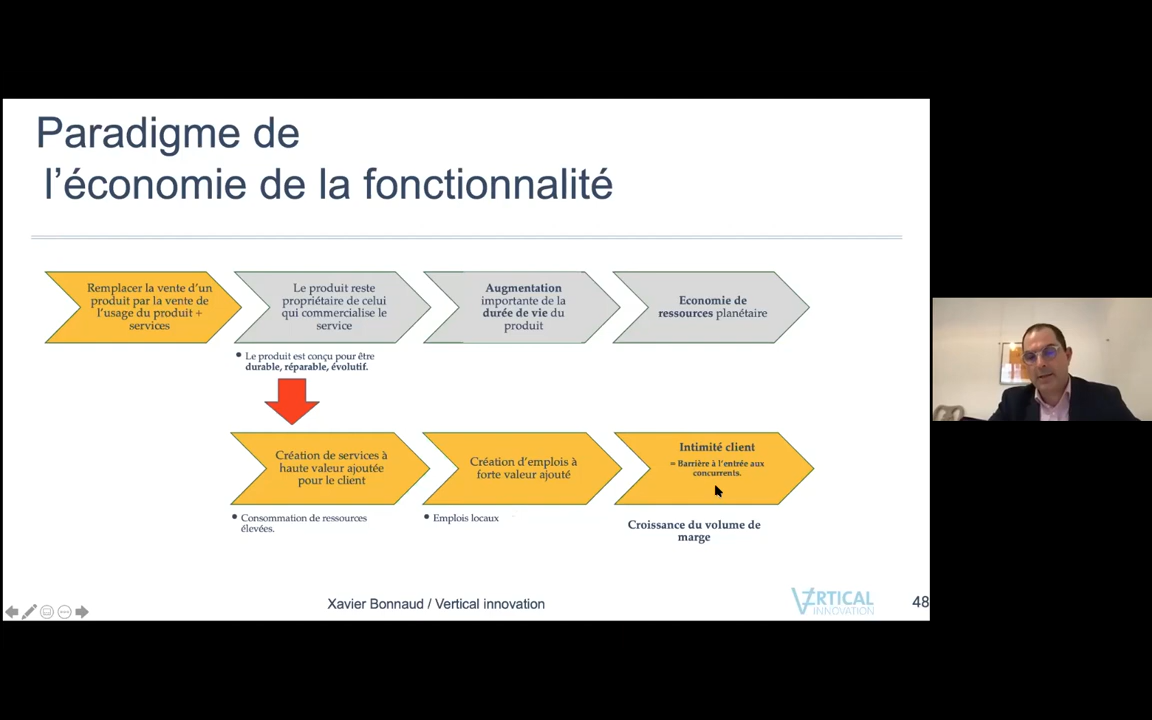 Paradigme de
l'économie de la fonctionnalité
Remplacer la vente d'un
produit par la vente de
l'usage du produit +
services
Le produit reste
propriétaire de celui
qui commercialise le
service
Augmentation
importante de la
durée de vie du
produit
Economie de
ressources planétaire
• Le produit est conçu pour être
durable, réparable, évolutif.
Création de services à
haute valeur ajoutée
pour le client
Création d'emplois à
forte valeur ajouté
Intimité client
= Barrière à l'entrée aux
concurrents.
• Consommation de ressources
élevées.
• Emplois locaux
Croissance du volume de
marge
Xavier Bonnaud / Vertical innovation
VERTICAL
INNOVATION
48